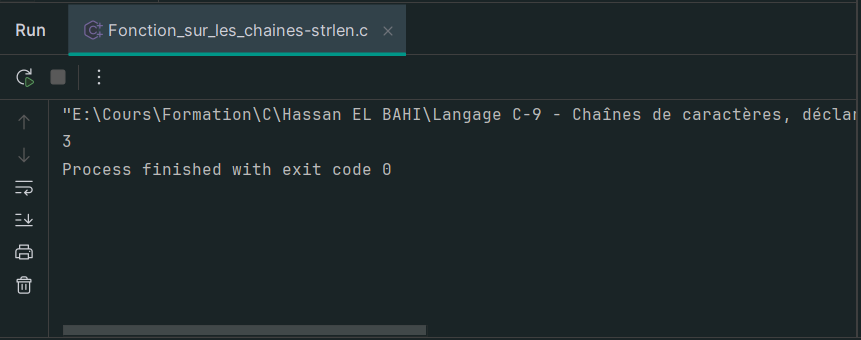 Run Fonction_sur_les_chaines-strlen.c
"E:\Cours\Formation\C\Hassan EL BAHI\Langage C-9 - Chaînes de caractères, déclar
3
Process finished with exit code 0